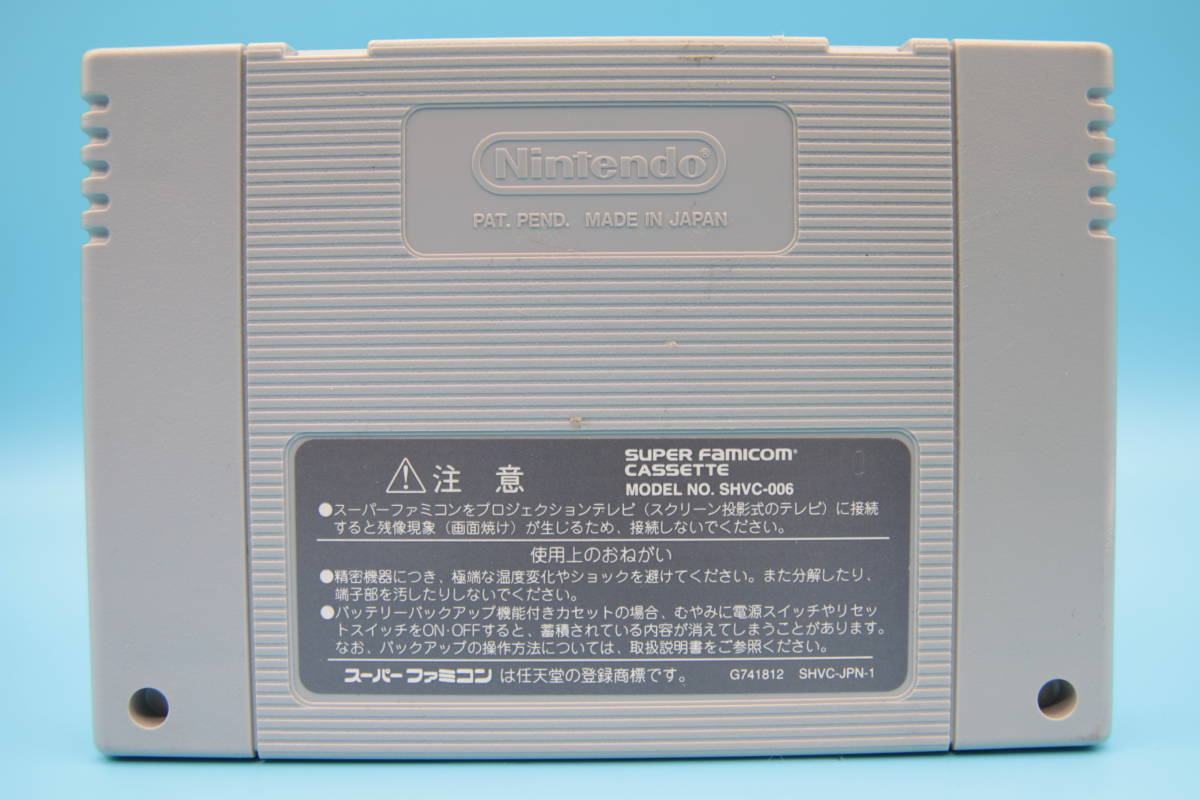 Nintendo®
PAT. PEND. MADE IN JAPAN
注意
SUPER FAMICOM®
CASSETTE
MODEL NO. SHVC-006
●スーパーファミコンをプロジェクションテレビ(スクリーン投影式のテレビ)に接続
すると残像現象(画面焼け)が生じるため、接続しないでください。
使用上のおねがい
●精密機器につき、極端な温度変化やショックを避けてください。また分解したり、
端子部を汚したりしないでください。
●バッテリーバックアップ機能付きカセットの場合、むやみに電源スイッチやリセッ
トスイッチをON·OFFすると、蓄積されている内容が消えてしまうことがあります。
なお、バックアップの操作方法については、取扱説明書をご参照ください。
スーパーファミコンは任天堂の登録商標です。 G741812 SHVC-JPN-1